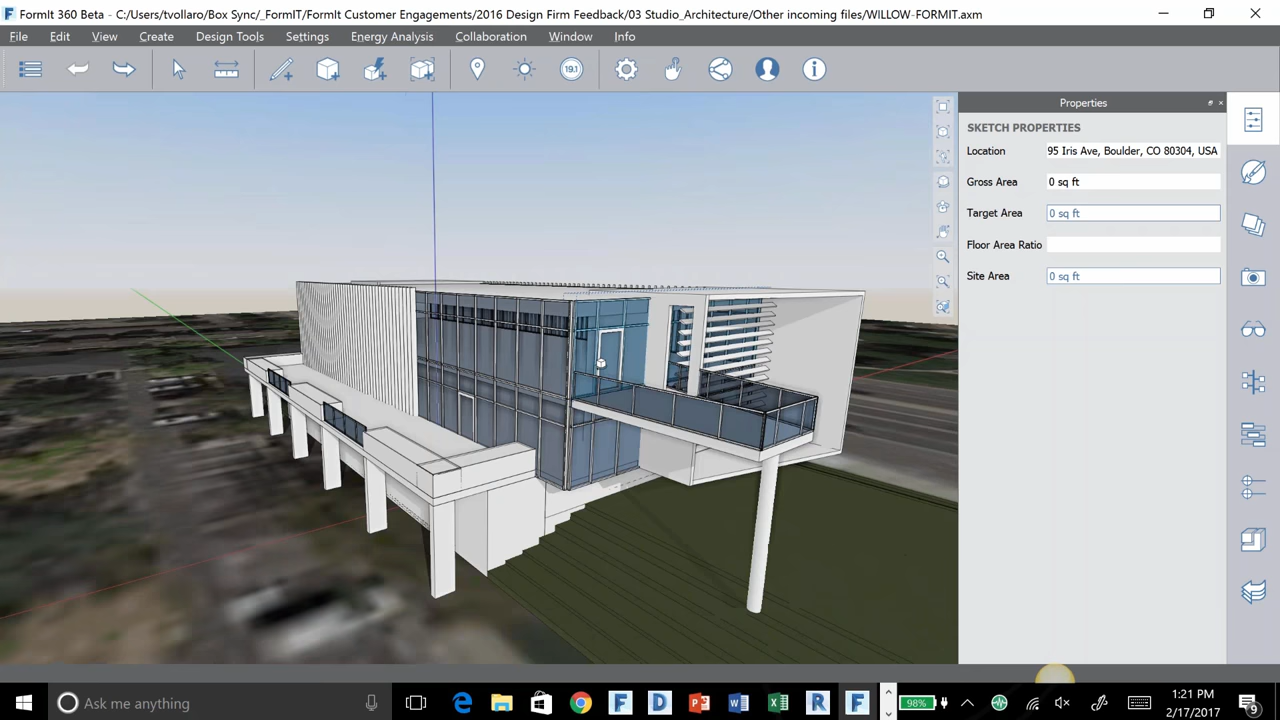 FormIt 360 Beta - C:/Users/tvollaro/Box Sync/_FormIT/FormIt Customer Engagements/2016 Design Firm Feedback/03 Studio_Architecture/Other incoming files/WILLOW-FORMIT.axm
File Edit View Create Design Tools Settings Energy Analysis Collaboration Window Info
19.1
Properties
SKETCH PROPERTIES
Location 95 Iris Ave, Boulder, CO 80304, USA
Gross Area 0 sq ft
Target Area 0 sq ft
Floor Area Ratio
Site Area 0 sq ft
Ask me anything
98%
1:21 PM
2/17/2017
9